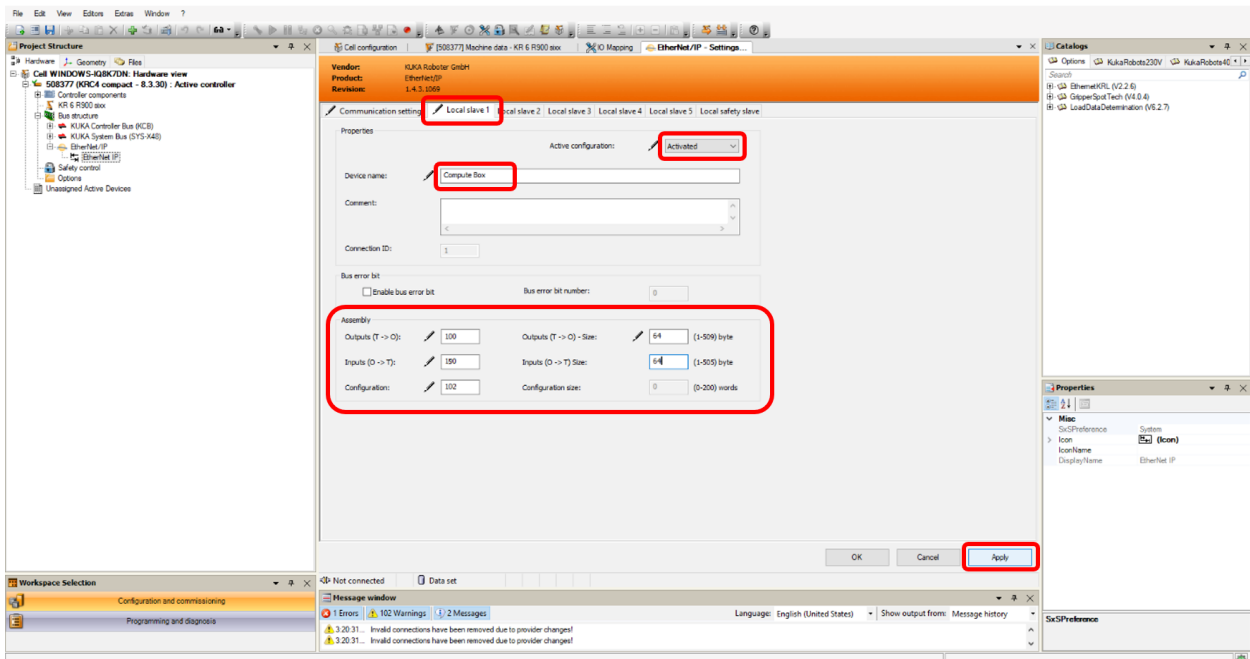 File Edit View Editors Extras Window ?
Project Structure
Hardware Geometry Files
Cell WINDOWS-IQ8K7DN: Hardware view
508377 (KRC4 compact - 8.3.30) : Active controller
Controller components
KR 6 R900 sixx
Bus structure
KUKA Controller Bus (KCB)
KUKA System Bus (SYS-X48)
EtherNet/IP
EtherNet IP
Safety control
Options
Unassigned Active Devices
Cell configuration [508377] Machine data - KR 6 R900 sixx IO Mapping EtherNet/IP - Settings...
Vendor: KUKA Roboter GmbH
Product: EtherNet/IP
Revision: 1.4.3.1069
Communication setting Local slave 1 Local slave 2 Local slave 3 Local slave 4 Local slave 5 Local safety slave
Properties
Active configuration: Activated
Device name: Compute Box
Comment:
Connection ID: 1
Bus error bit
Enable bus error bit Bus error bit number: 0
Assembly
Outputs (T -> O): 100 Outputs (T -> O) - Size: 64 (1-509) byte
Inputs (O -> T): 150 Inputs (O -> T) Size: 64 (1-505) byte
Configuration: 102 Configuration size: 0 (0-200) words
OK Cancel Apply
Catalogs
Options KukaRobots230V KukaRobots40
Search
EthernetKRL (V2.2.6)
GripperSpotTech (V4.0.4)
LoadDataDetermination (V6.2.7)
Properties
Misc
SxSPreference System
Icon (Icon)
IconName
DisplayName EtherNet IP
SxSPreference
Workspace Selection
Configuration and commissioning
Programming and diagnosis
Not connected Data set
Message window
1 Errors 102 Warnings 2 Messages Language: English (United States) Show output from: Message history
3:20:31... Invalid connections have been removed due to provider changes!
3:20:31... Invalid connections have been removed due to provider changes!